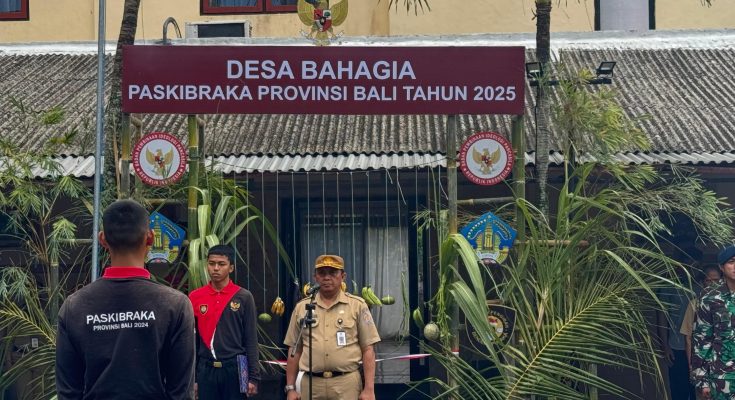 DESA BAHAGIA
PASKIBRAKA PROVINSI BALI TAHUN 2025
PASKIBRAKA
PROVINSI BALI 2024